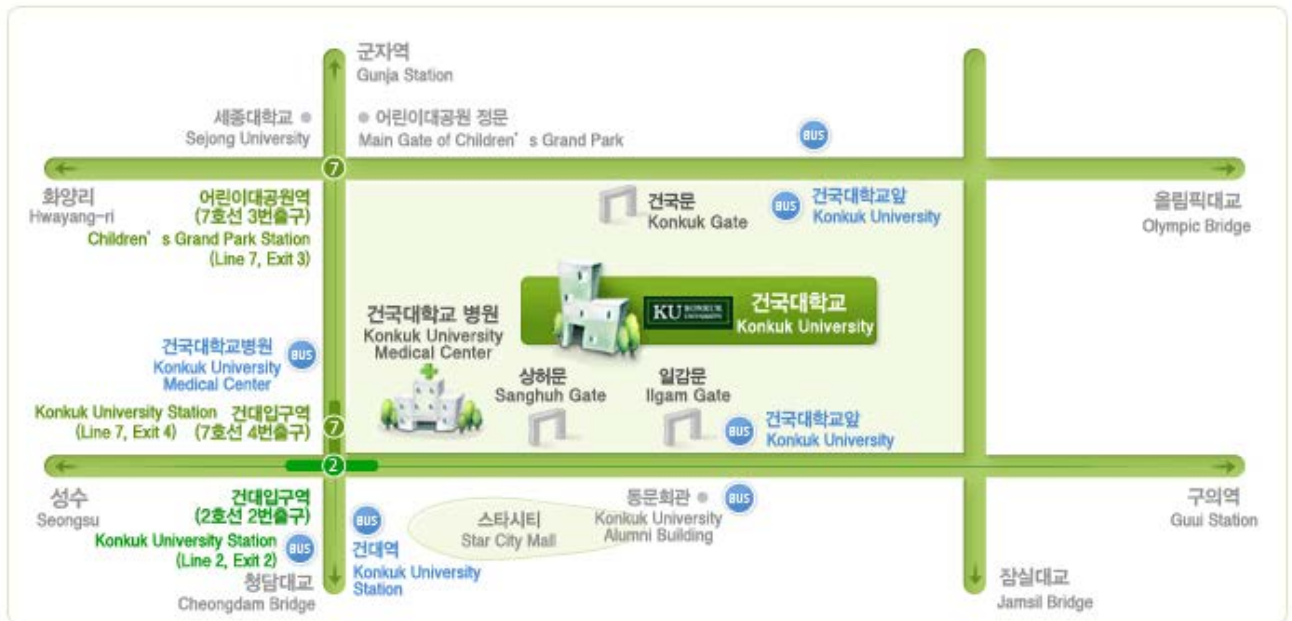 군자역
Gunja Station
세종대학교
Sejong University
어린이대공원 정문
Main Gate of Children’ s Grand Park
BUS
7
화양리
Hwayang-ri
어린이대공원역
(7호선 3번출구)
Children’ s Grand Park Station
(Line 7, Exit 3)
건국문
Konkuk Gate
BUS
건국대학교앞
Konkuk University
올림픽대교
Olympic Bridge
건국대학교 병원
Konkuk University
Medical Center
KU KONKUK
UNIVERSITY
건국대학교
Konkuk University
건국대학교병원
Konkuk University
Medical Center
BUS
상허문
Sanghuh Gate
일감문
Ilgam Gate
Konkuk University Station 건대입구역
(Line 7, Exit 4) (7호선 4번출구)
7
BUS
건국대학교앞
Konkuk University
2
성수
Seongsu
건대입구역
(2호선 2번출구)
Konkuk University Station
(Line 2, Exit 2)
BUS
청담대교
Cheongdam Bridge
BUS
건대역
Konkuk University
Station
스타시티
Star City Mall
동문회관
Konkuk University
Alumni Building
BUS
구의역
Guui Station
잠실대교
Jamsil Bridge